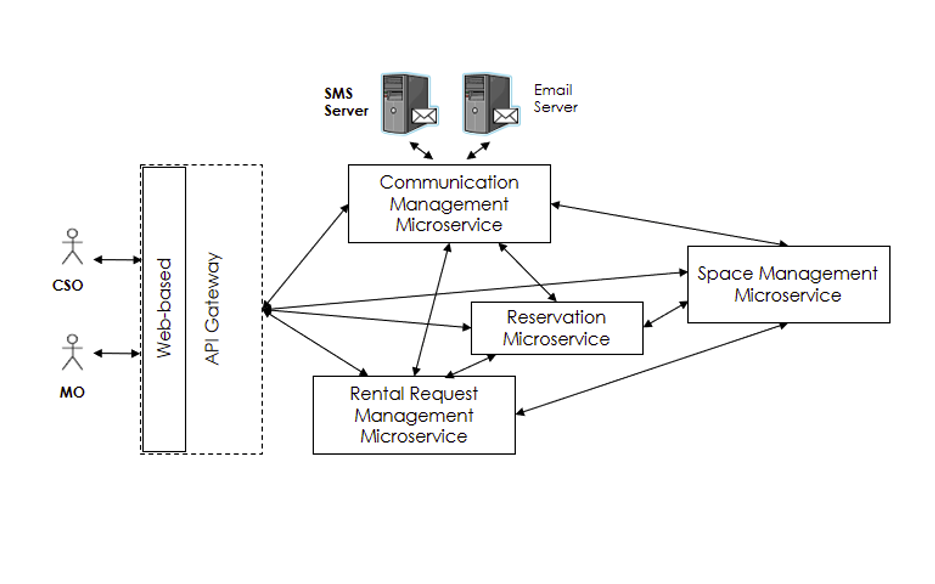 SMS
Server
Email
Server
Communication
Management
Microservice
CSO
MO
Web-based
API Gateway
Space Management
Microservice
Reservation
Microservice
Rental Request
Management
Microservice